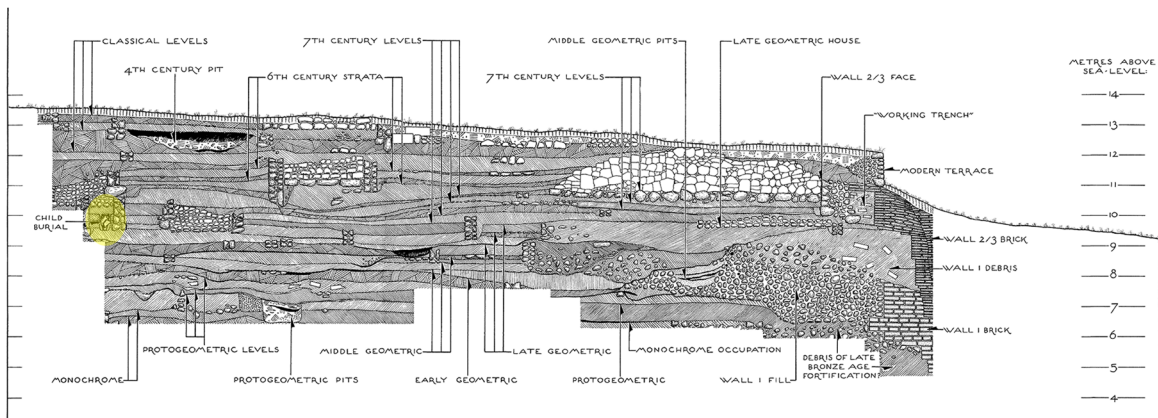 CLASSICAL LEVELS
7TH CENTURY LEVELS
MIDDLE GEOMETRIC PITS
LATE GEOMETRIC HOUSE
4TH CENTURY PIT
6TH CENTURY STRATA
7TH CENTURY LEVELS
WALL 2/3 FACE
METRES ABOVE
SEA-LEVEL:
14
"WORKING TRENCH"
13
12
MODERN TERRACE
11
10
CHILD
BURIAL
WALL 2/3 BRICK
9
WALL 1 DEBRIS
8
7
WALL 1 BRICK
6
PROTOGEOMETRIC LEVELS
MIDDLE GEOMETRIC
LATE GEOMETRIC
MONOCHROME OCCUPATION
DEBRIS OF LATE
BRONZE AGE
FORTIFICATION?
5
MONOCHROME
PROTOGEOMETRIC PITS
EARLY GEOMETRIC
PROTOGEOMETRIC
WALL 1 FILL
4